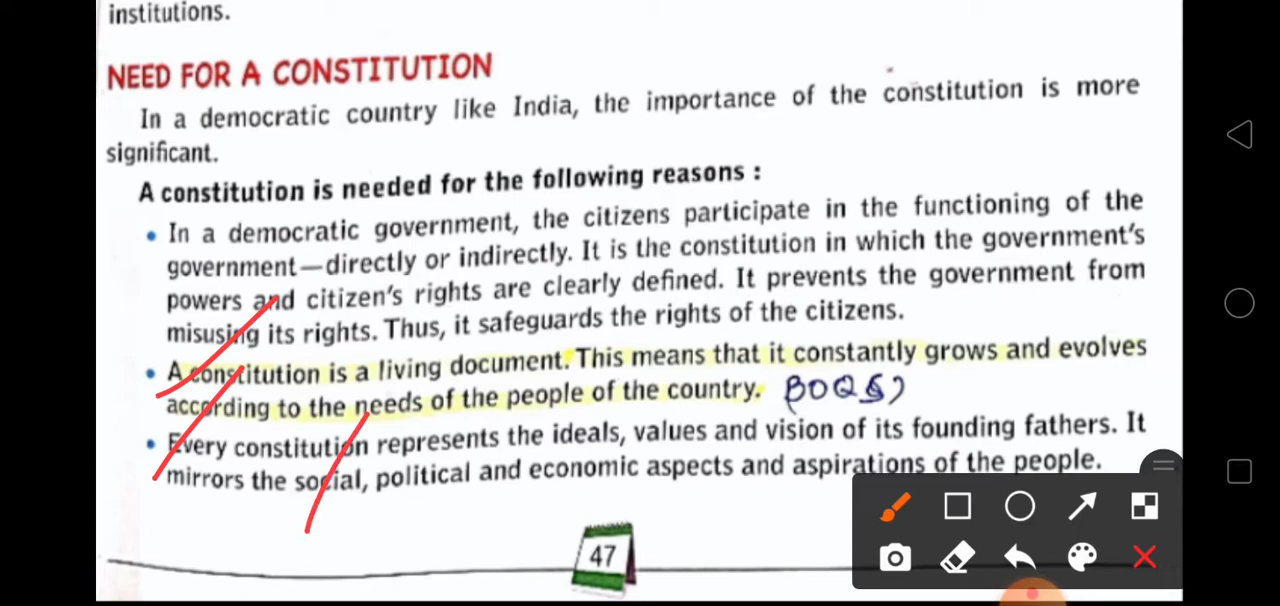 institutions.
NEED FOR A CONSTITUTION
In a democratic country like India, the importance of the constitution is more
significant.
A constitution is needed for the following reasons :
• In a democratic government, the citizens participate in the functioning of the
government—directly or indirectly. It is the constitution in which the government's
powers and citizen's rights are clearly defined. It prevents the government from
misusing its rights. Thus, it safeguards the rights of the citizens.
• A constitution is a living document. This means that it constantly grows and evolves
according to the needs of the people of the country.
• Every constitution represents the ideals, values and vision of its founding fathers. It
mirrors the social, political and economic aspects and aspirations of the people.
47